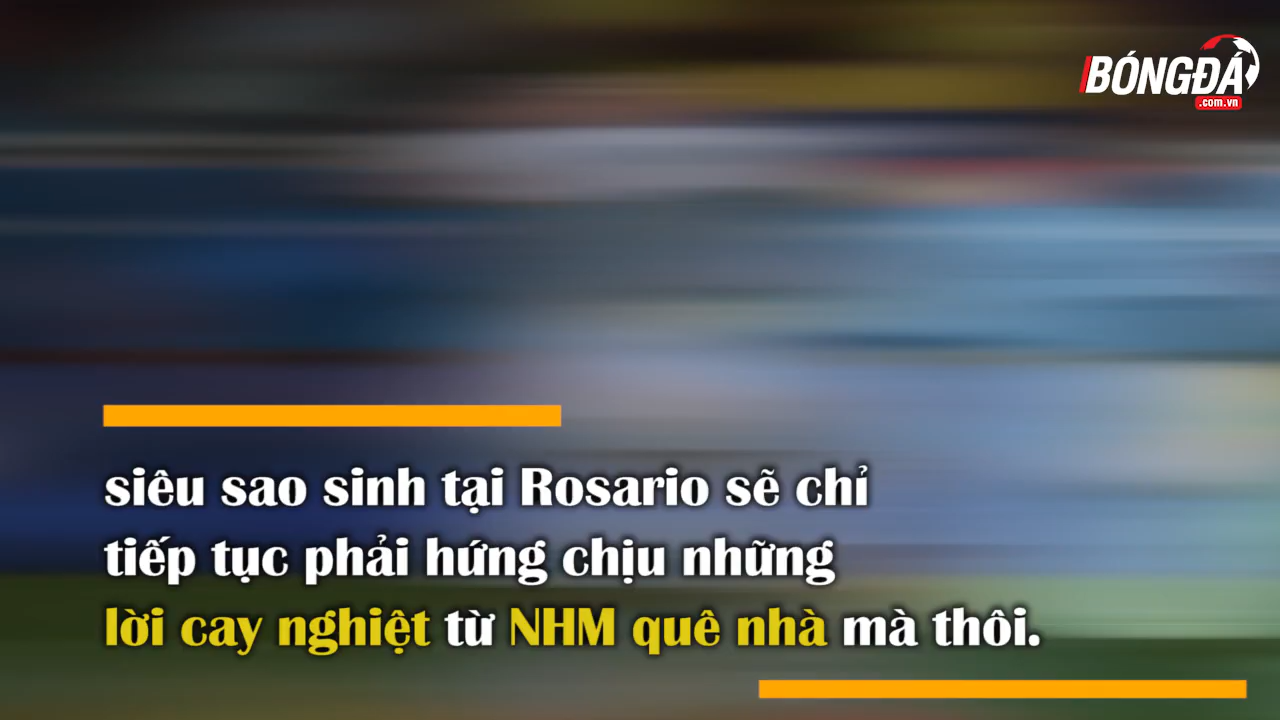 BÓNGĐÁ
.com.vn
siêu sao sinh tại Rosario sẽ chỉ
tiếp tục phải hứng chịu những
lời cay nghiệt từ NHM quê nhà mà thôi.